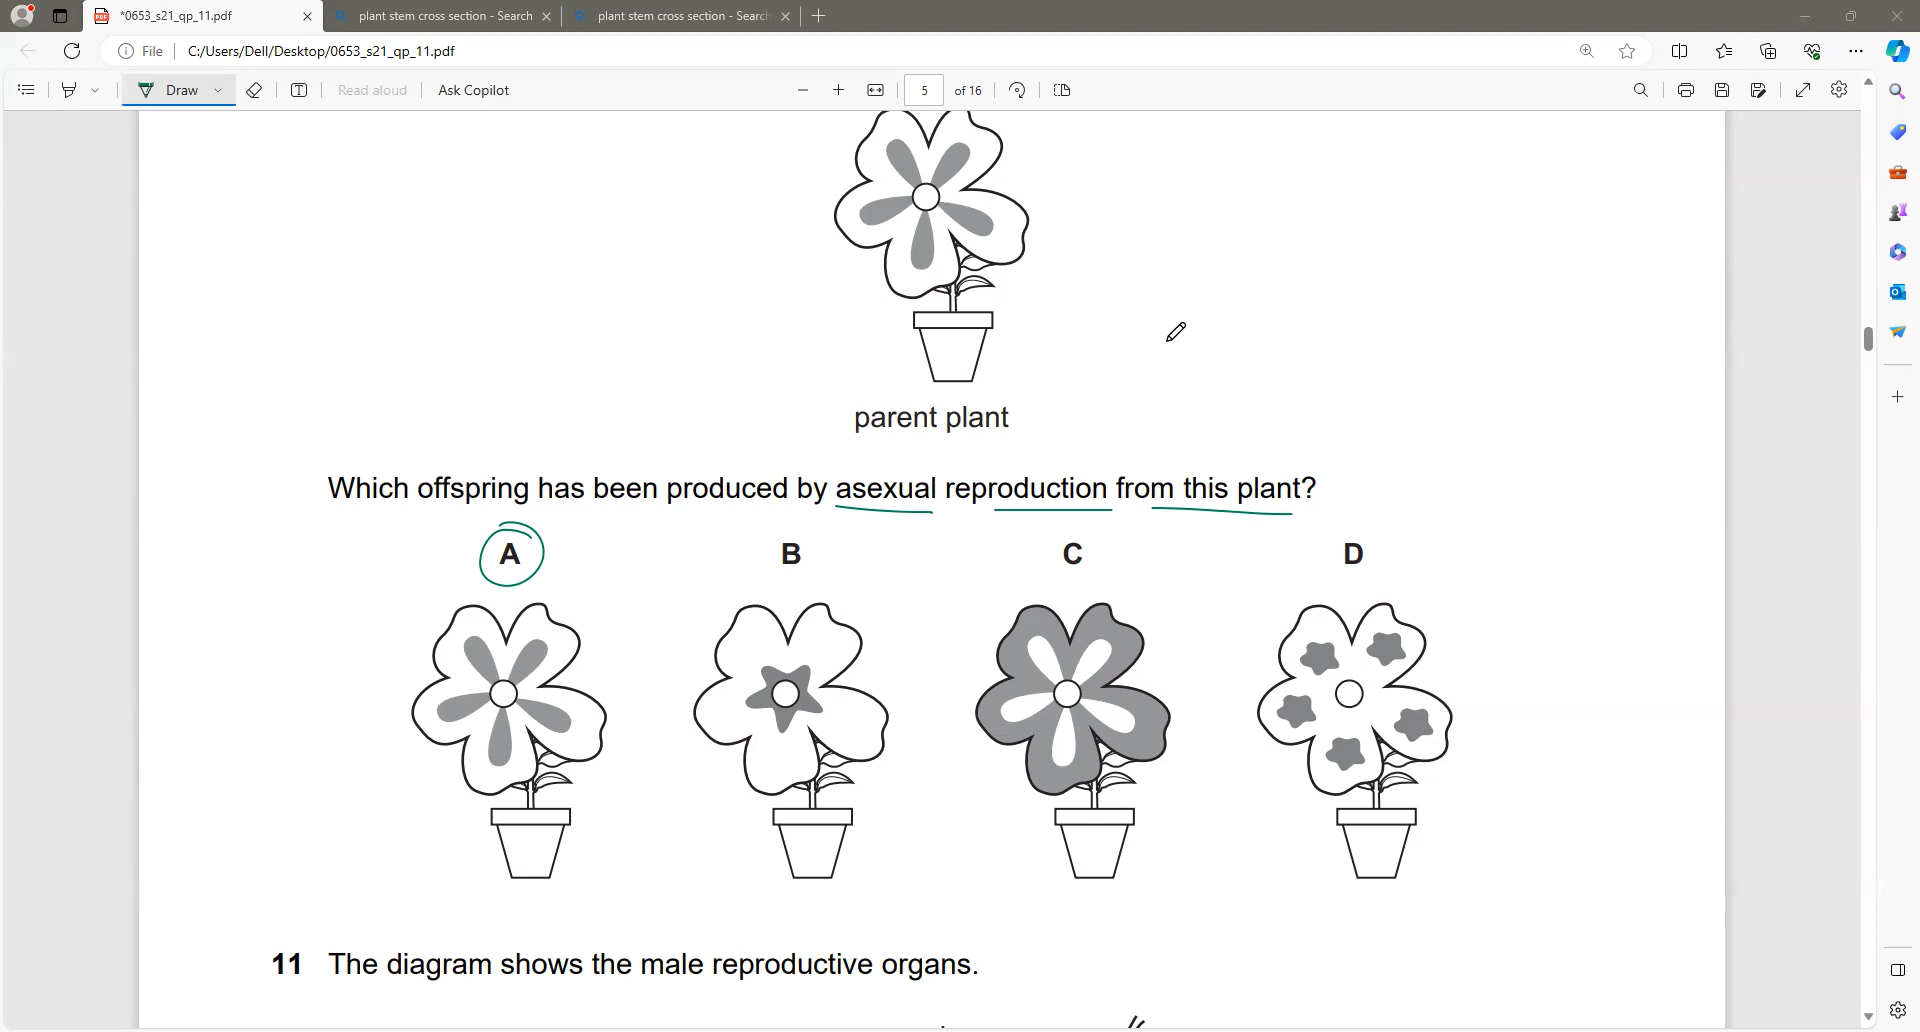 *0653_s21_qp_11.pdf
plant stem cross section - Search
plant stem cross section - Search
File
C:/Users/Dell/Desktop/0653_s21_qp_11.pdf
Draw
Read aloud
Ask Copilot
5
of 16
parent plant
Which offspring has been produced by asexual reproduction from this plant?
A
B
C
D
11 The diagram shows the male reproductive organs.